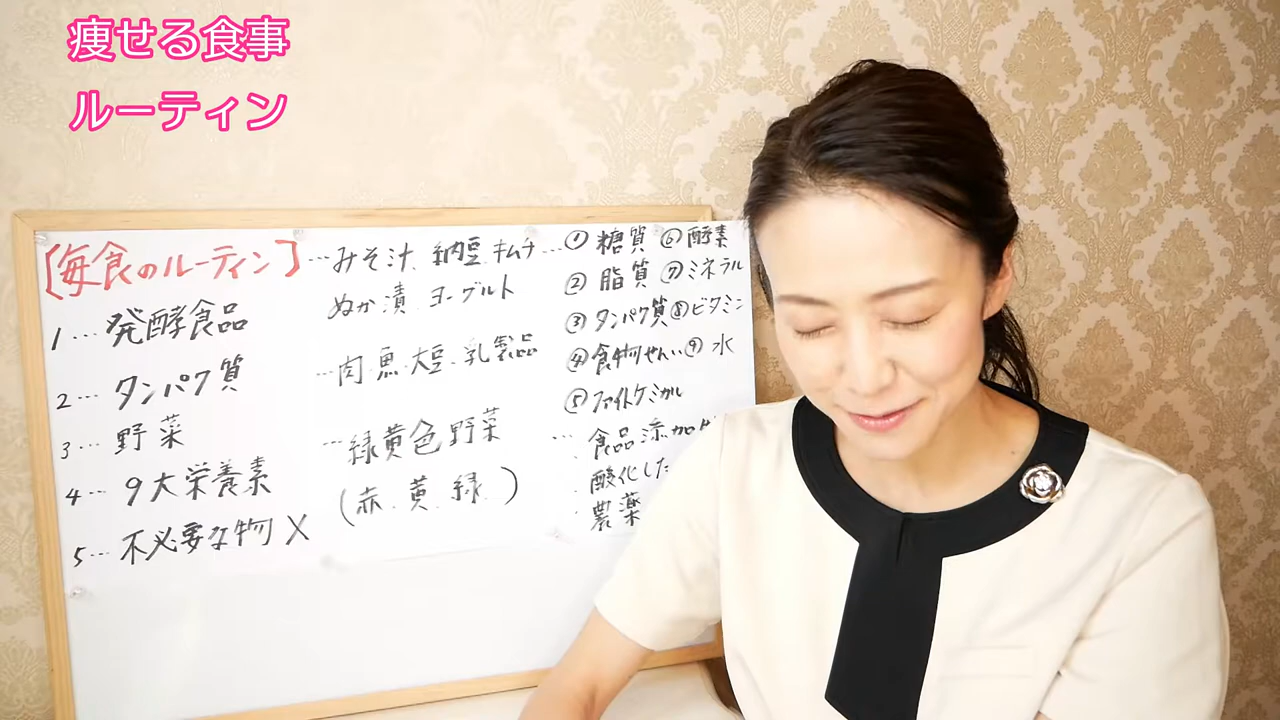 痩せる食事
ルーティン
[毎食のルーティン]
1… 発酵食品
2… タンパク質
3… 野菜
4… 9大栄養素
5… 不必要な物 X
…みそ汁 納豆 キムチ…
ぬか漬 ヨーグルト
…肉 魚 大豆 乳製品
…緑黄色野菜
(赤 黄 緑)
① 糖質 ⑥ 酵素
② 脂質 ⑦ ミネラル
③ タンパク質 ⑧ ビタミン
④ 食物せんい ⑨ 水
⑤ ファイトケミカル
… 食品添加
酸化した
農薬